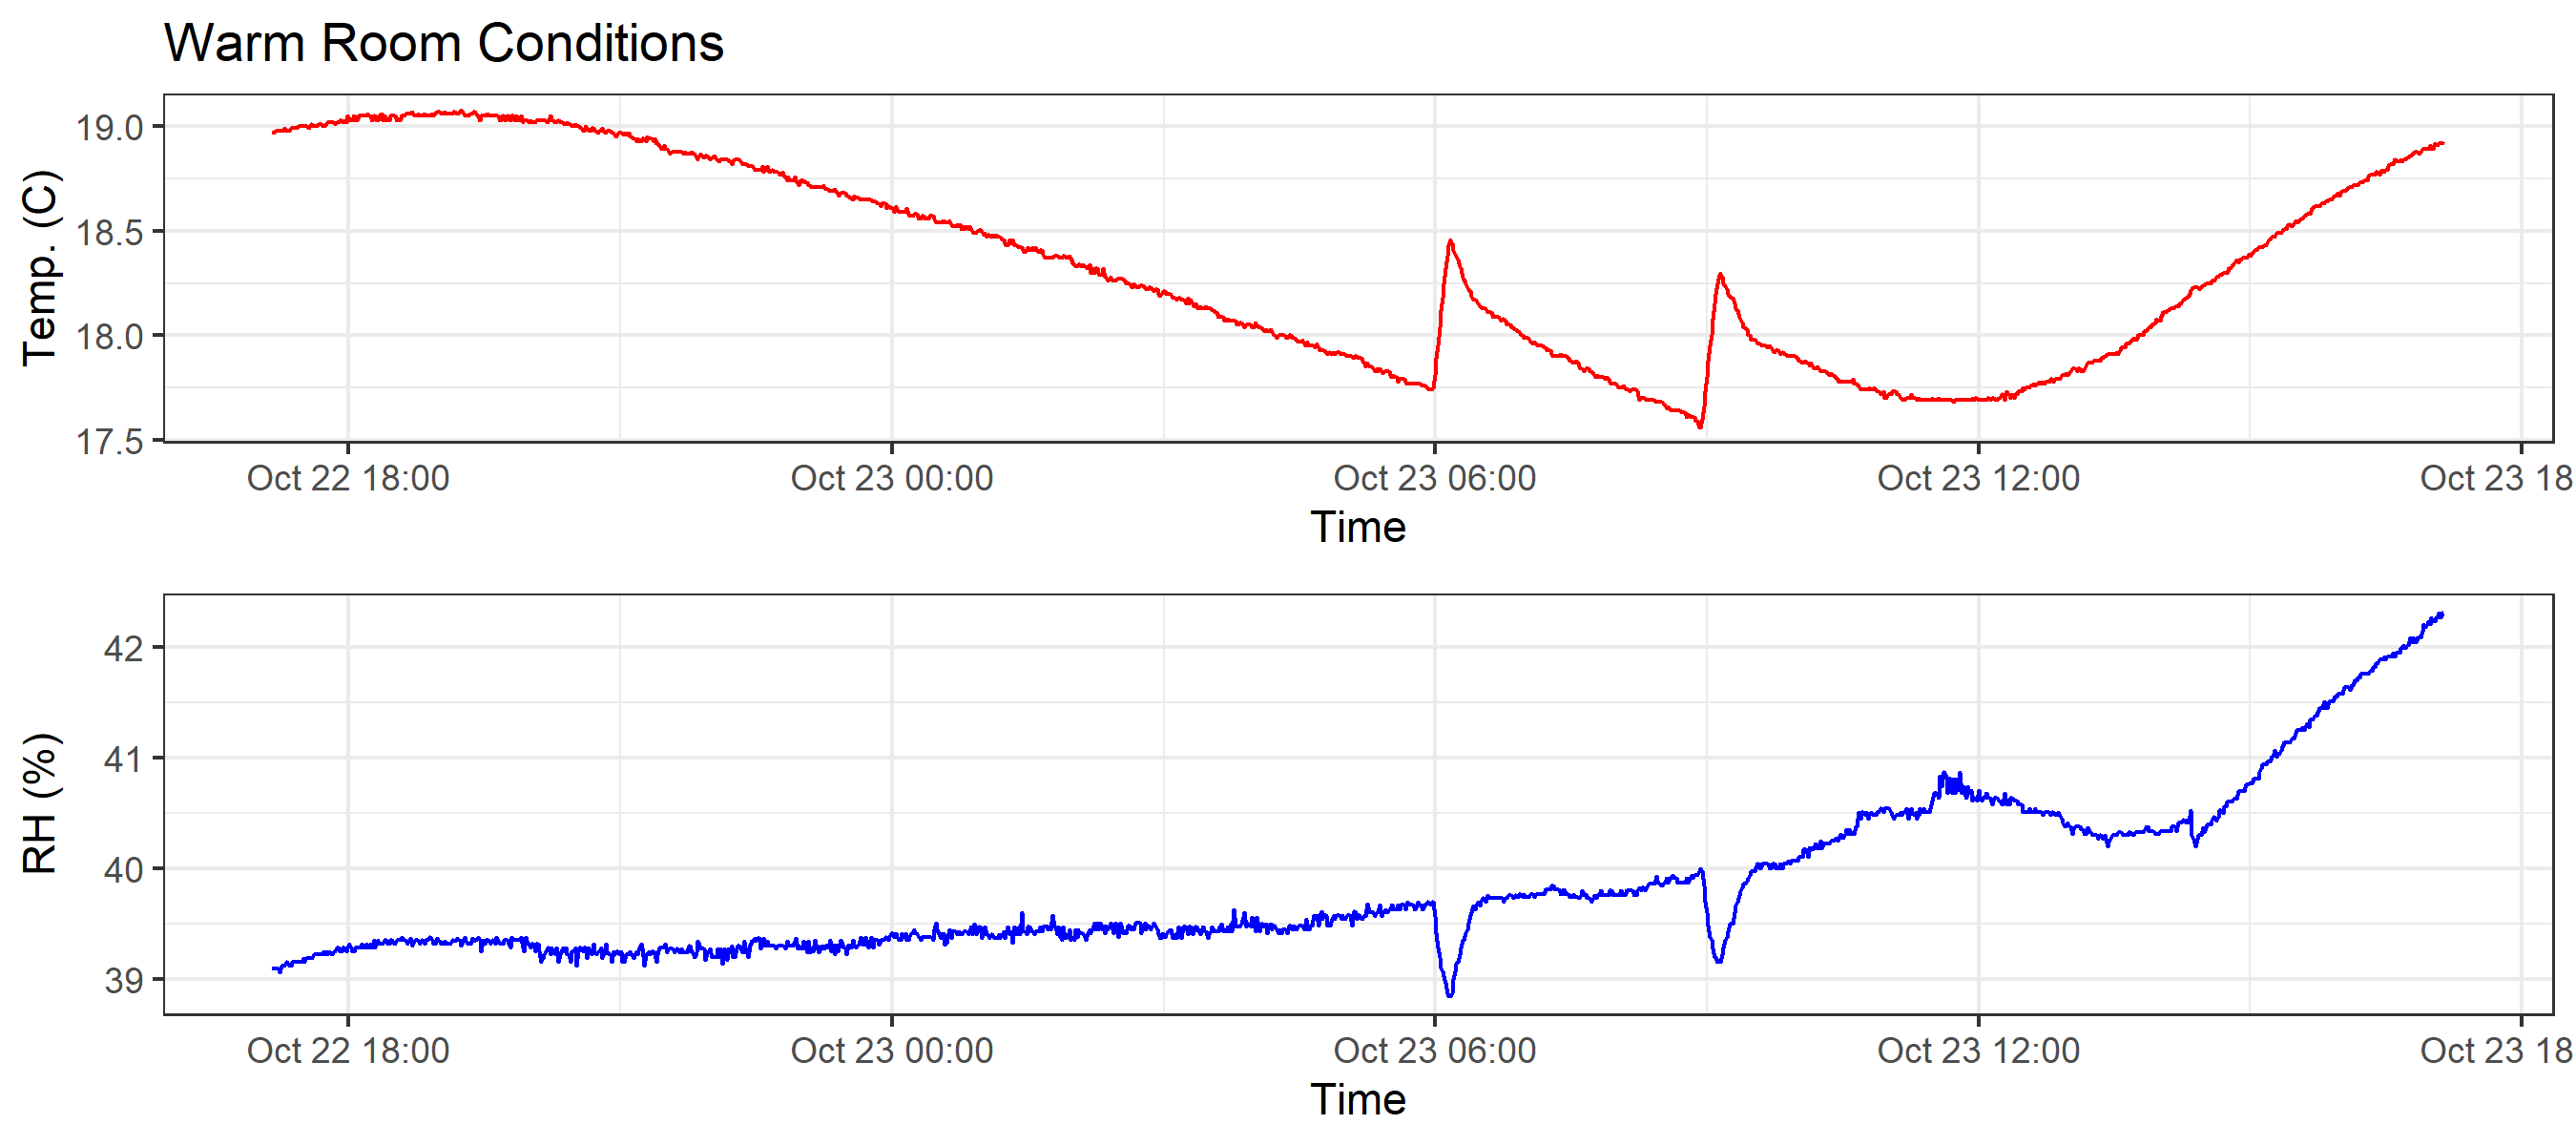 Warm Room Conditions
Temp. (C)
19.0
18.5
18.0
17.5
Oct 22 18:00 Oct 23 00:00 Oct 23 06:00 Oct 23 12:00 Oct 23 18
Time
RH (%)
42
41
40
39
Oct 22 18:00 Oct 23 00:00 Oct 23 06:00 Oct 23 12:00 Oct 23 18
Time